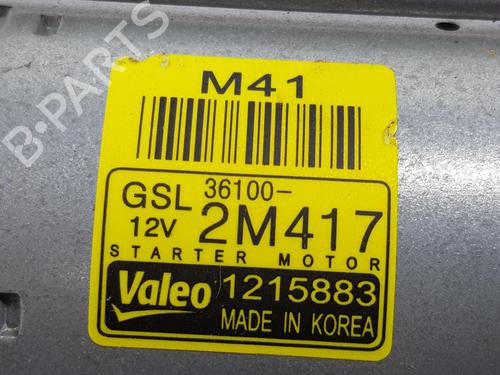 M41
GSL 36100-
12V 2M417
STARTER MOTOR
Valeo 1215883
MADE IN KOREA
B-PARTS